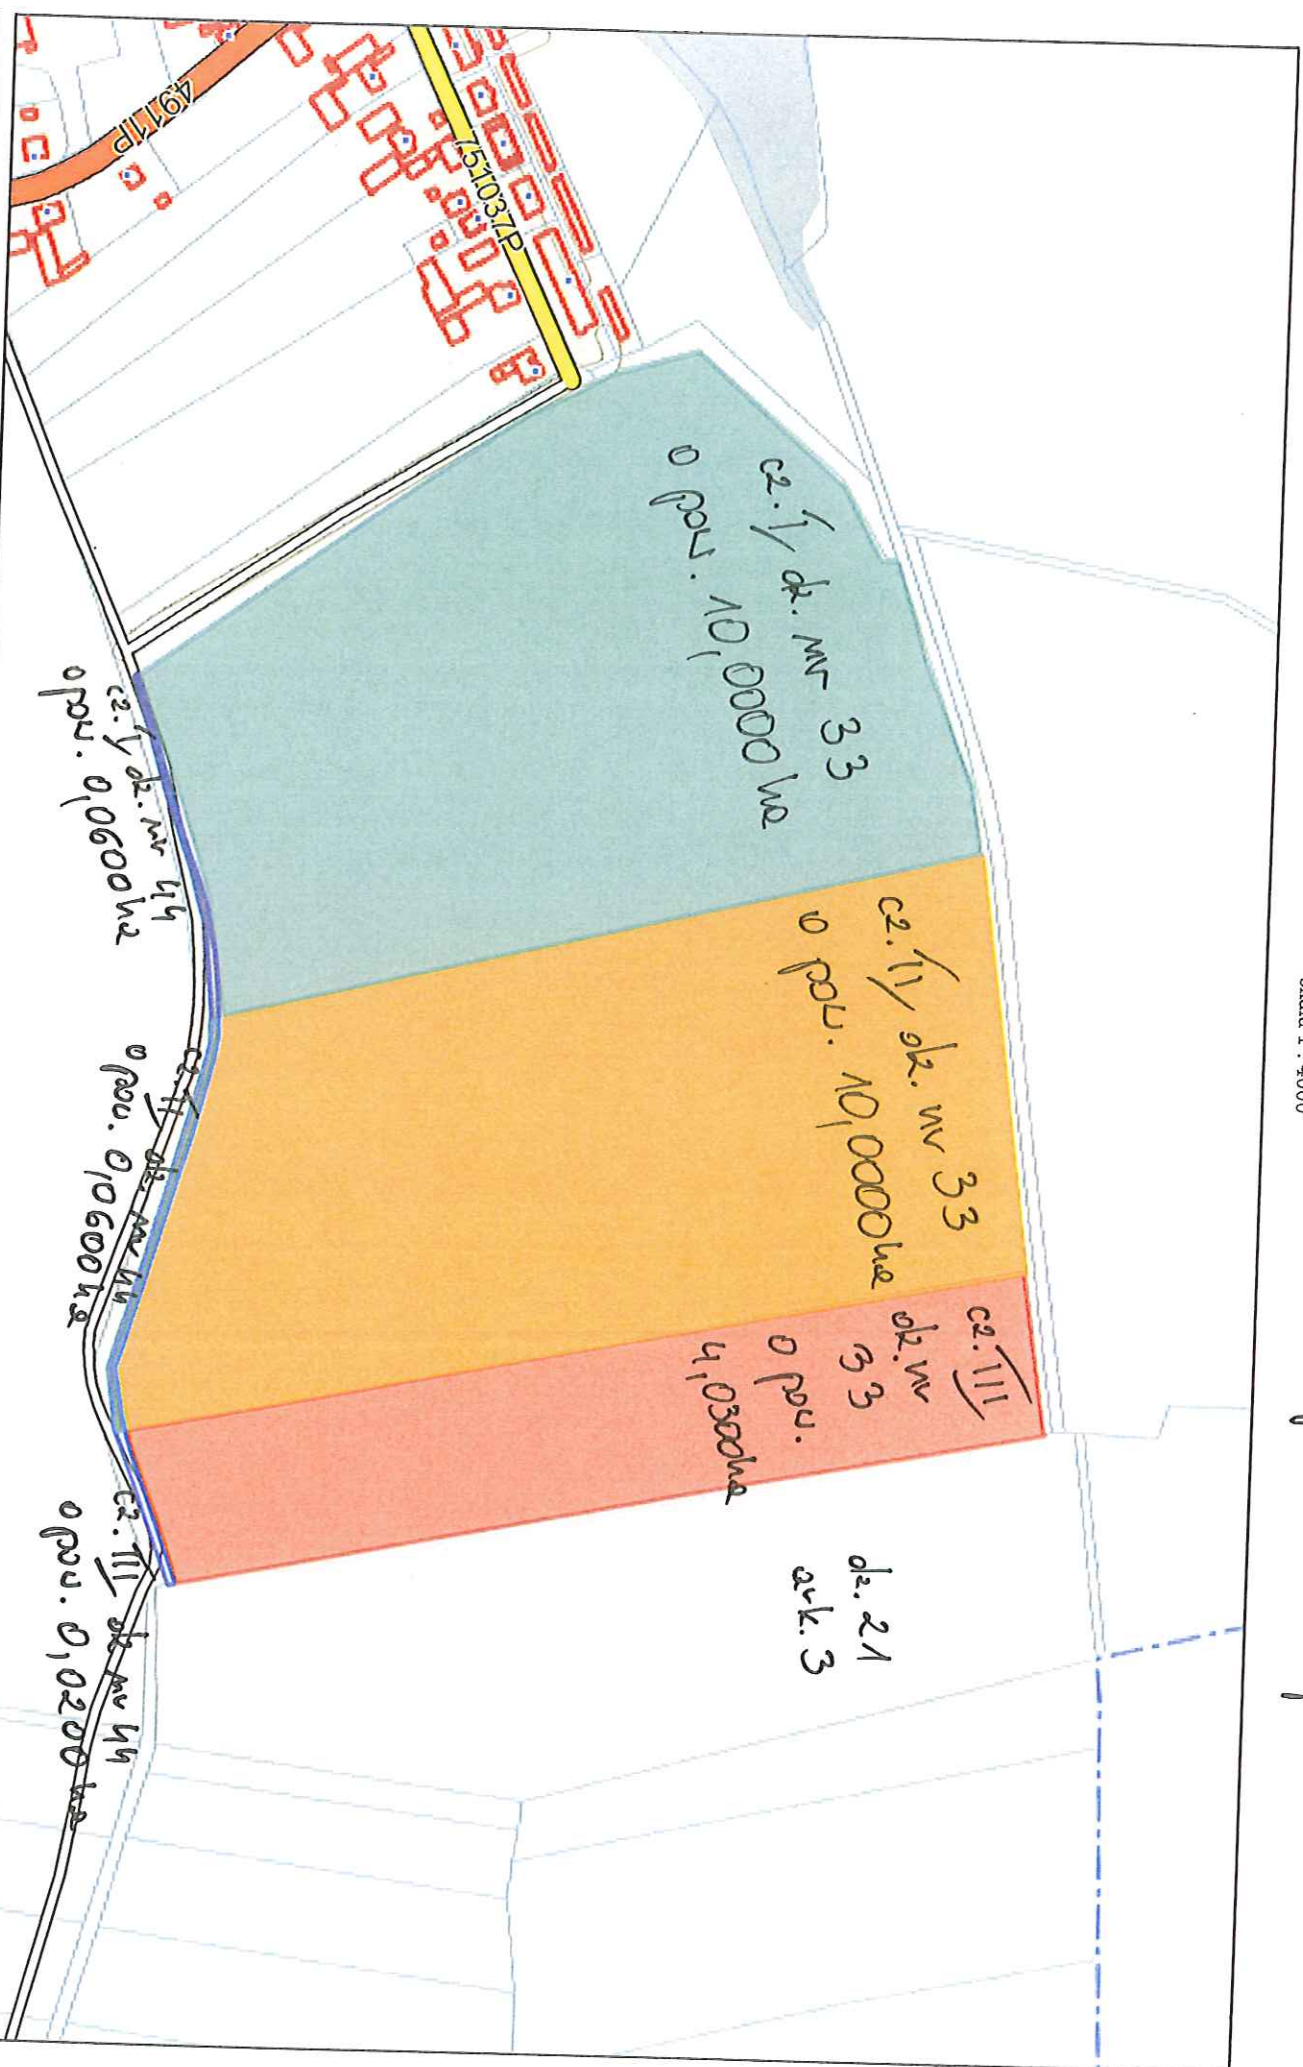 4911P
751037P
cz. I dz. nr 33
o pow. 10,0000 ha
cz. II dz. nr 33
o pow. 10,0000 ha
cz. III
dz. nr
33
o pow.
4,0300 ha
dz. 21
ark. 3
cz. I dz. nr 44
o pow. 0,0600 ha
cz. II dz. nr 44
o pow. 0,0600 ha
cz. III dz nr 44
o pow. 0,0200 ha